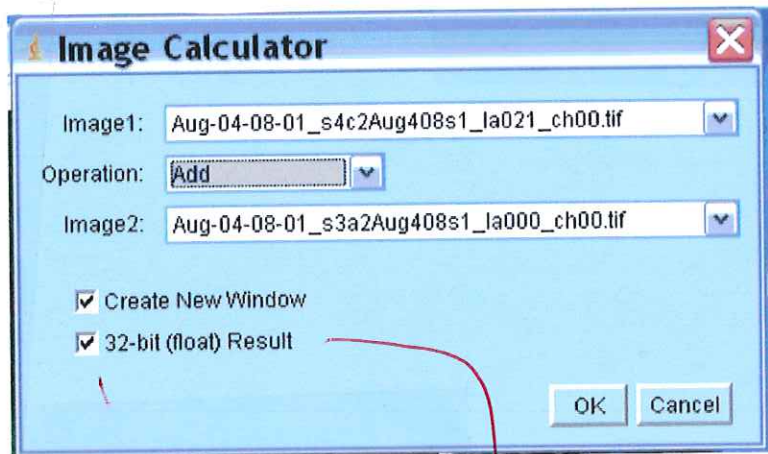 Image Calculator
Image1: Aug-04-08-01_s4c2Aug408s1_la021_ch00.tif
Operation: Add
Image2: Aug-04-08-01_s3a2Aug408s1_la000_ch00.tif
Create New Window
32-bit (float) Result
OK Cancel